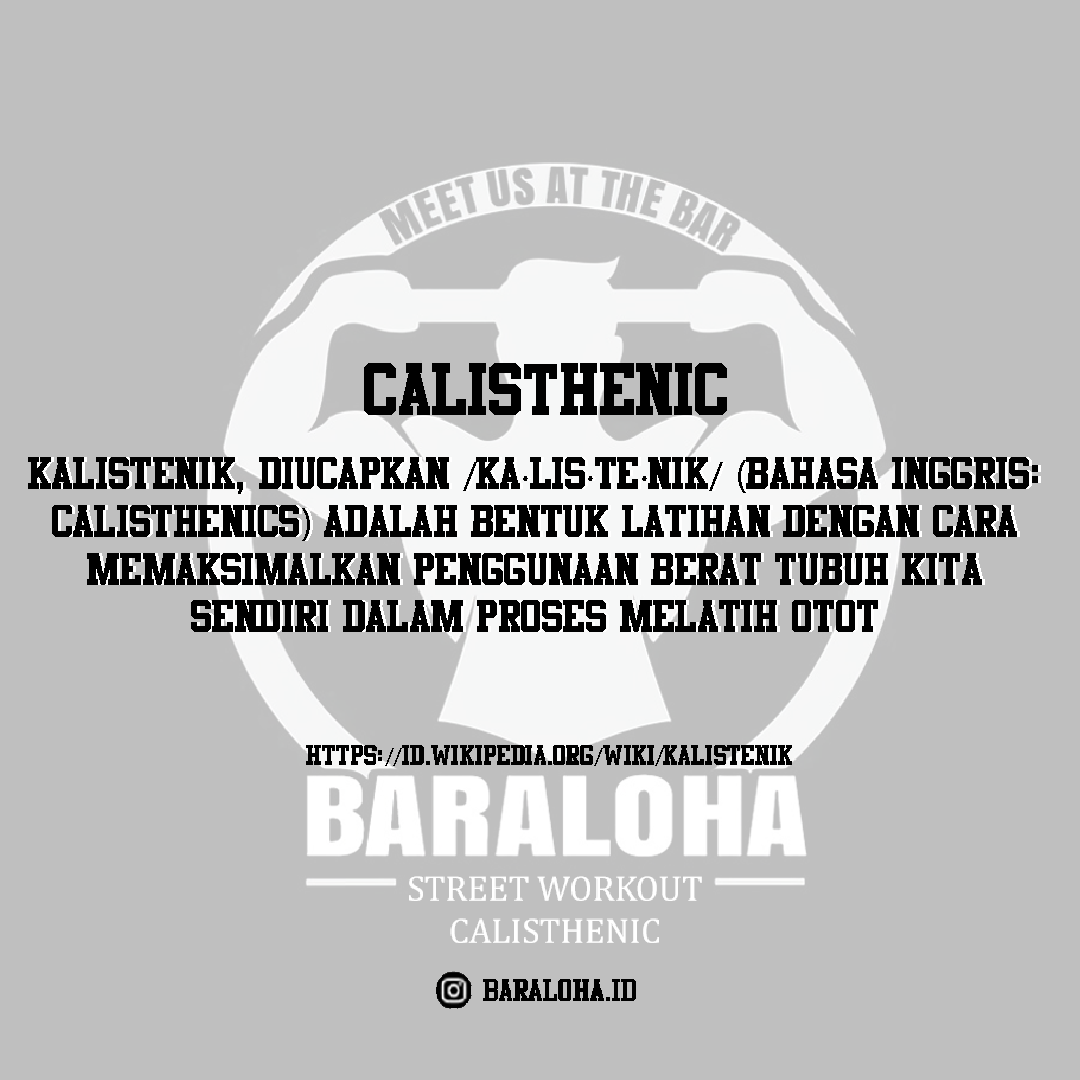 MEET US AT THE BAR
CALISTHENIC
KALISTENIK, DIUCAPKAN /KA·LIS·TE·NIK/ (BAHASA INGGRIS:
CALISTHENICS) ADALAH BENTUK LATIHAN DENGAN CARA
MEMAKSIMALKAN PENGGUNAAN BERAT TUBUH KITA
SENDIRI DALAM PROSES MELATIH OTOT
HTTPS://ID.WIKIPEDIA.ORG/WIKI/KALISTENIK
BARALOHA
STREET WORKOUT
CALISTHENIC
BARALOHA.ID